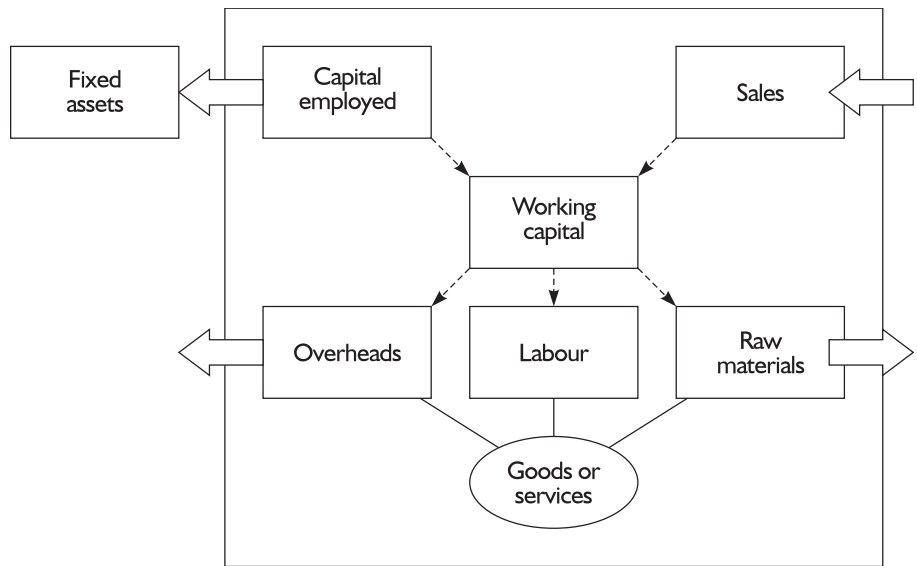 Fixed
assets
Capital
employed
Sales
Working
capital
Overheads
Labour
Raw
materials
Goods or
services